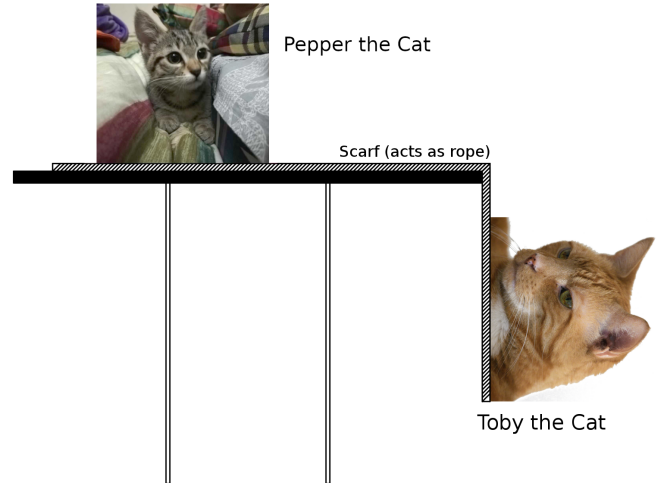 Pepper the Cat
Scarf (acts as rope)
Toby the Cat